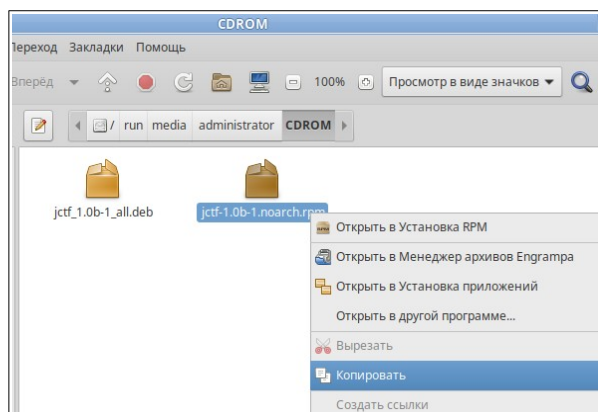 CDROM
Переход Закладки Помощь
Вперёд 100% Просмотр в виде значков
/ run media administrator CDROM
jctf_1.0b-1_all.deb jctf-1.0b-1.noarch.rpm
Открыть в Установка RPM
Открыть в Менеджер архивов Engrampa
Открыть в Установка приложений
Открыть в другой программе...
Вырезать
Копировать
Создать ссылки